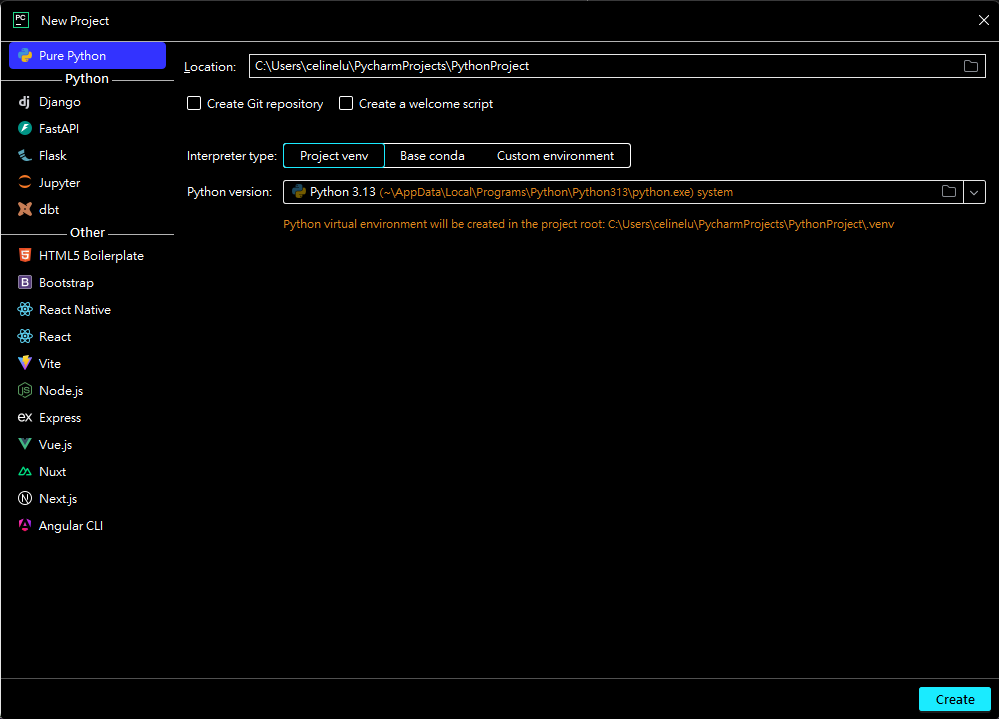 PC New Project
Pure Python
Python
dj Django
FastAPI
Flask
Jupyter
dbt
Other
5 HTML5 Boilerplate
B Bootstrap
React Native
React
Vite
JS Node.js
ex Express
Vue.js
Nuxt
N Next.js
Angular CLI
Location: C:\Users\celinelu\PycharmProjects\PythonProject
Create Git repository Create a welcome script
Interpreter type: Project venv Base conda Custom environment
Python version: Python 3.13 (~\AppData\Local\Programs\Python\Python313\python.exe) system
Python virtual environment will be created in the project root: C:\Users\celinelu\PycharmProjects\PythonProject\.venv
Create